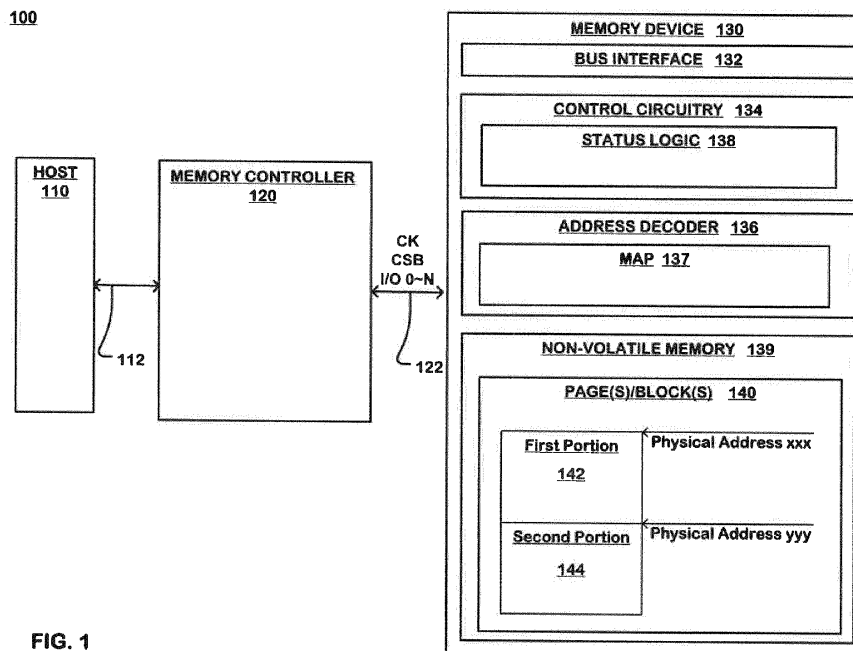 100
HOST
110
112
MEMORY CONTROLLER
120
CK
CSB
I/O 0~N
122
MEMORY DEVICE 130
BUS INTERFACE 132
CONTROL CIRCUITRY 134
STATUS LOGIC 138
ADDRESS DECODER 136
MAP 137
NON-VOLATILE MEMORY 139
PAGE(S)/BLOCK(S) 140
First Portion
142
Physical Address xxx
Second Portion
144
Physical Address yyy
FIG. 1